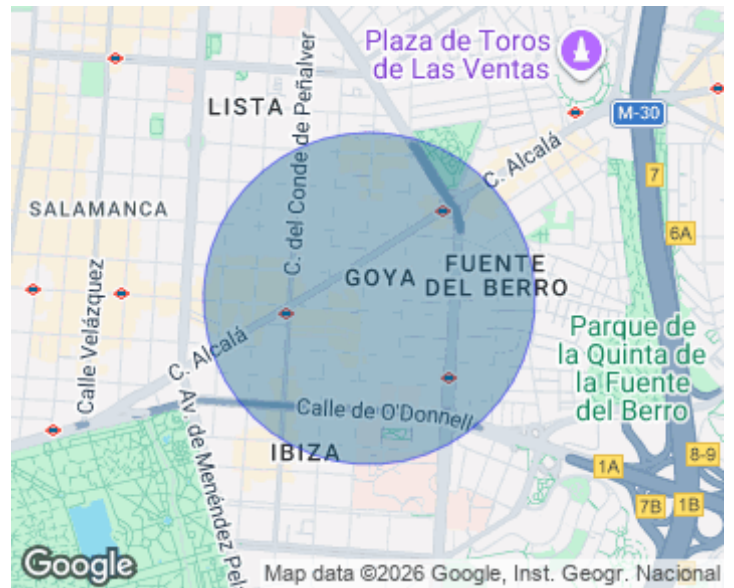 Plaza de Toros
de Las Ventas
C. del Conde de Peñalver
LISTA
M-30
C. Alcalá
7
SALAMANCA
6A
FUENTE
DEL BERRO
GOYA
Calle Velázquez
C. Alcalá
Parque de
la Quinta de
la Fuente
del Berro
Av. de Menéndez Pel
Calle de O'Donnell
IBIZA
1A
8-9
7B
1B
Google
Map data ©2026 Google, Inst. Geogr. Nacional